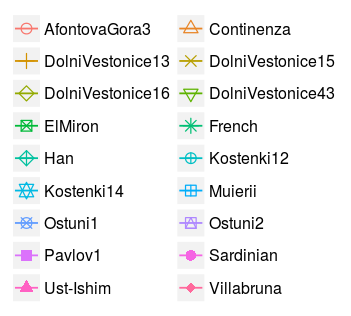 AfontovaGora3 Continenza
DolniVestonice13 DolniVestonice15
DolniVestonice16 DolniVestonice43
ElMiron French
Han Kostenki12
Kostenki14 Muierii
Ostuni1 Ostuni2
Pavlov1 Sardinian
Ust-Ishim Villabruna